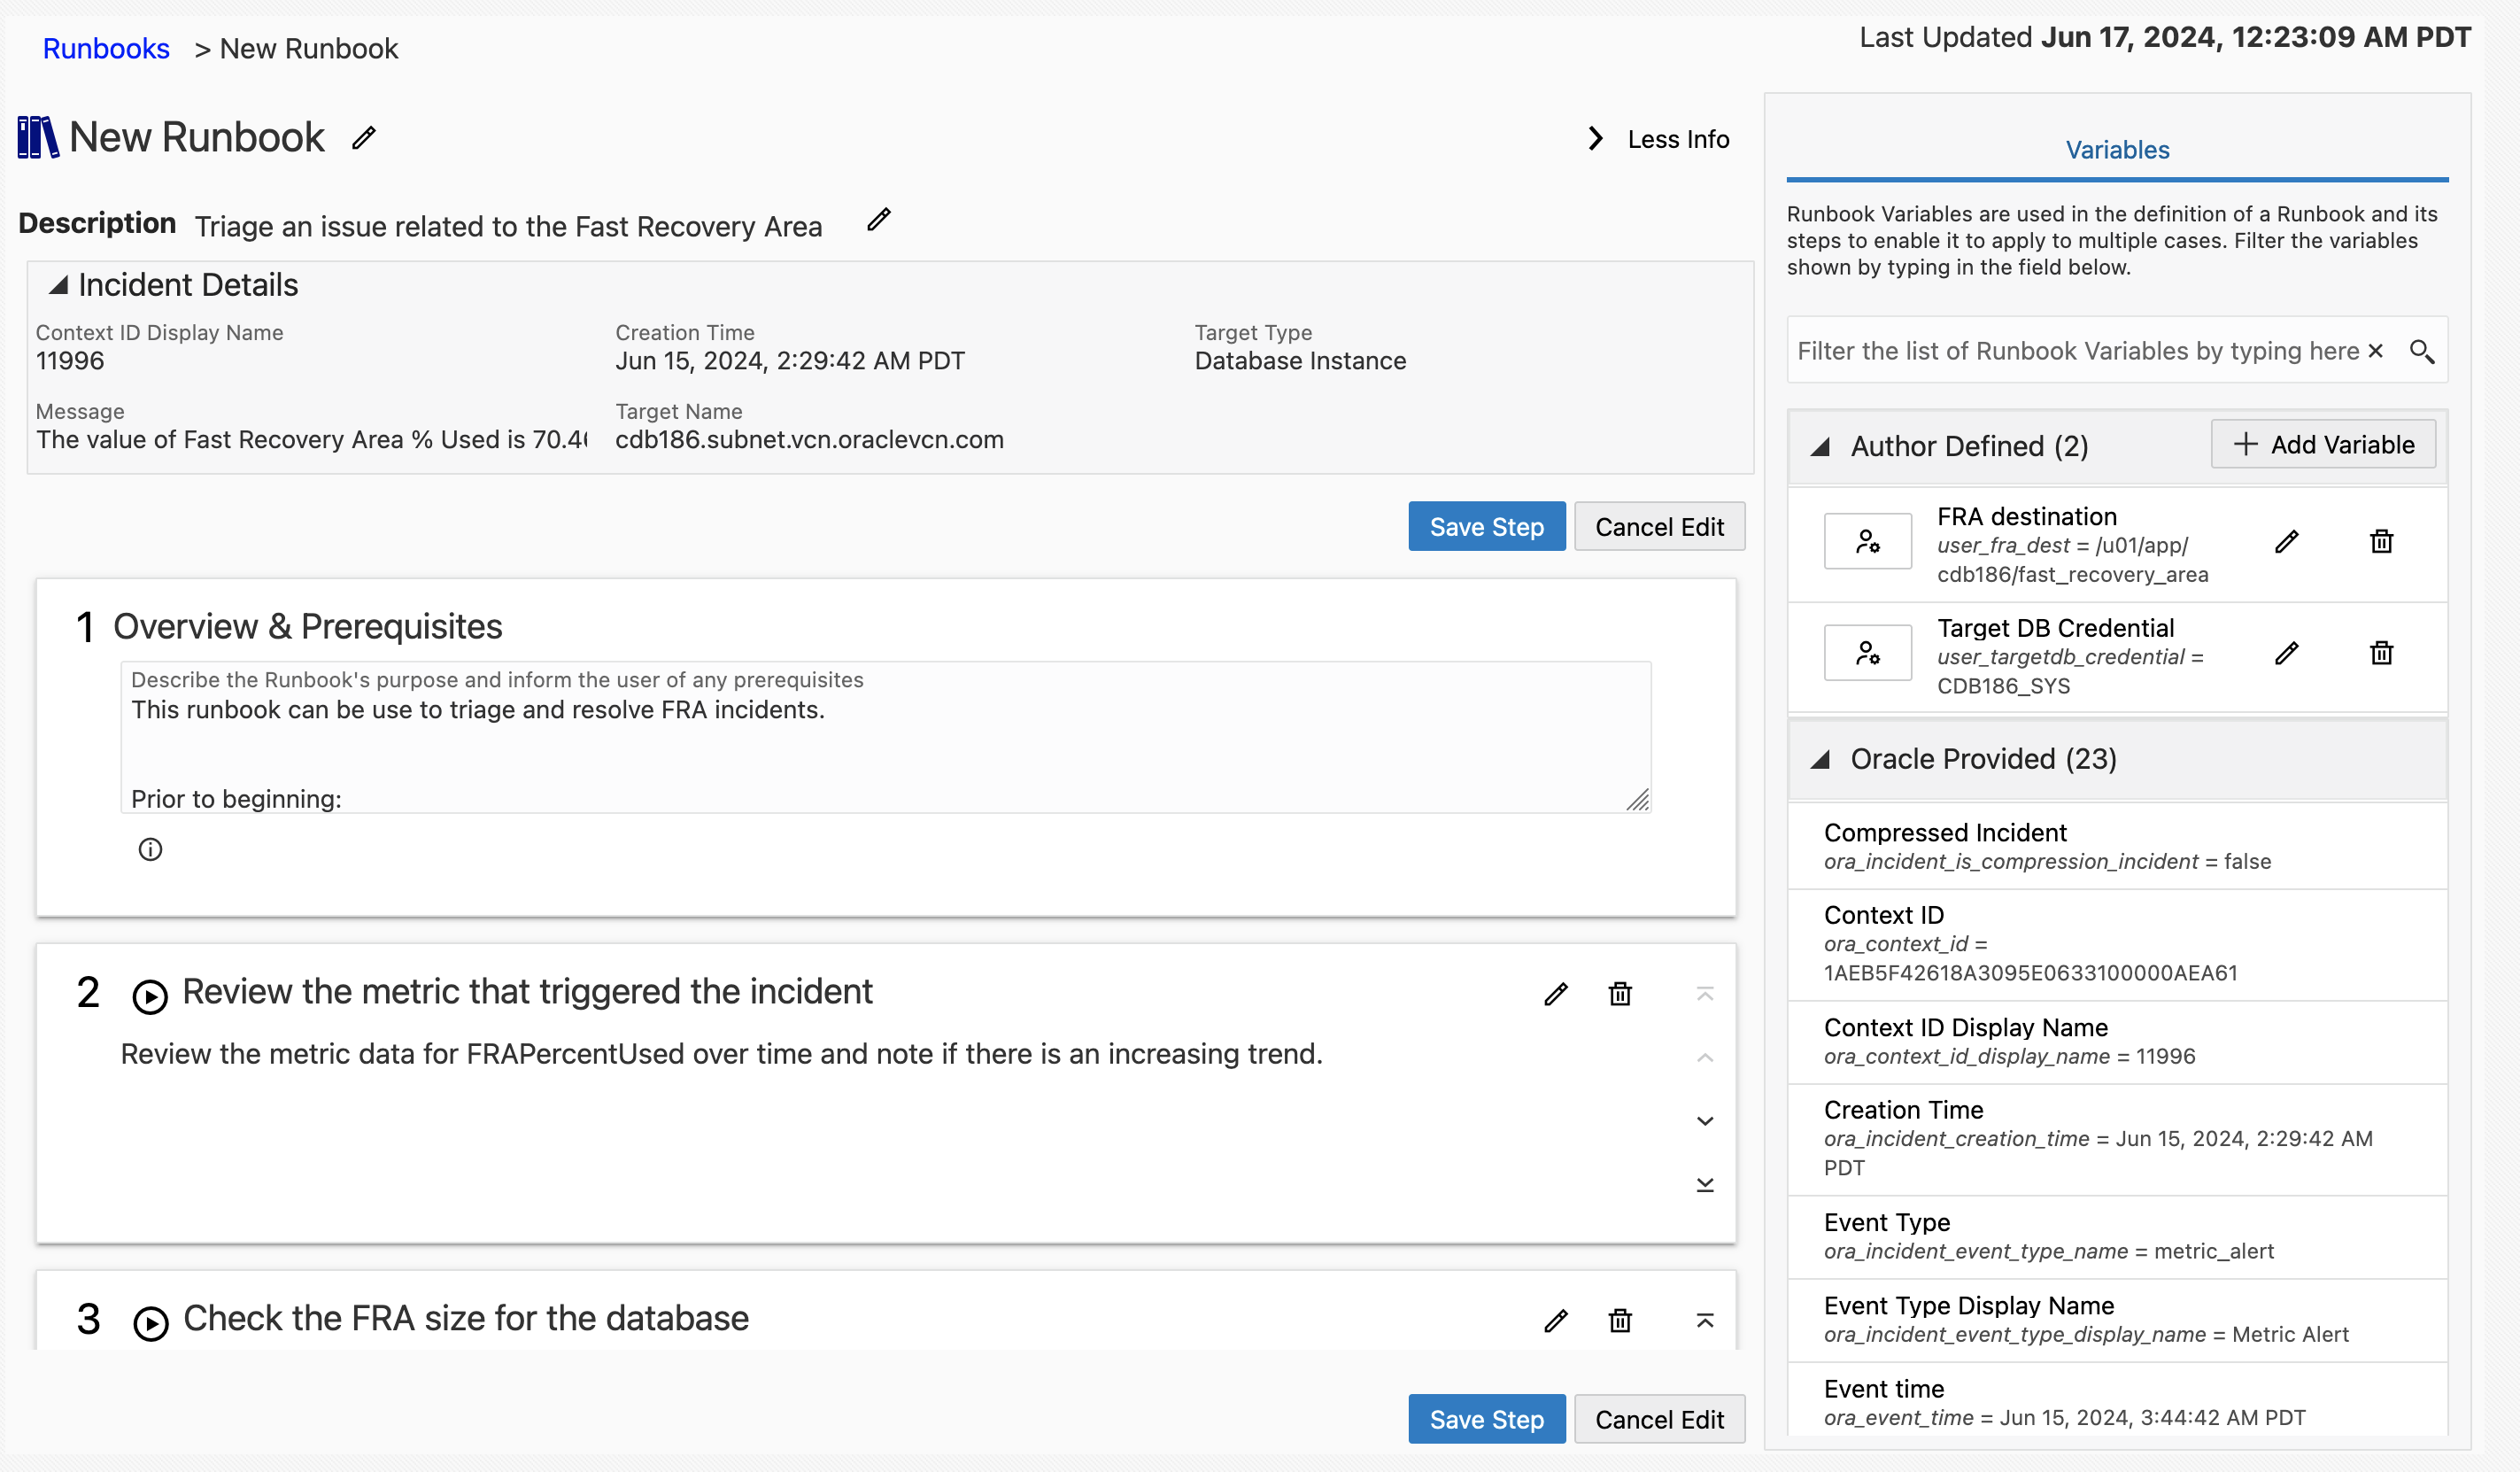 Runbooks > New Runbook
Last Updated Jun 17, 2024, 12:23:09 AM PDT
New Runbook
Less Info
Description Triage an issue related to the Fast Recovery Area
Incident Details
Context ID Display Name
11996
Creation Time
Jun 15, 2024, 2:29:42 AM PDT
Target Type
Database Instance
Message
The value of Fast Recovery Area % Used is 70.4
Target Name
cdb186.subnet.vcn.oraclevcn.com
Save Step
Cancel Edit
1 Overview & Prerequisites
Describe the Runbook's purpose and inform the user of any prerequisites
This runbook can be use to triage and resolve FRA incidents.
Prior to beginning:
2 Review the metric that triggered the incident
Review the metric data for FRAPercentUsed over time and note if there is an increasing trend.
3 Check the FRA size for the database
Save Step
Cancel Edit
Variables
Runbook Variables are used in the definition of a Runbook and its
steps to enable it to apply to multiple cases. Filter the variables
shown by typing in the field below.
Filter the list of Runbook Variables by typing here
Author Defined (2)
Add Variable
FRA destination
user_fra_dest = /u01/app/
cdb186/fast_recovery_area
Target DB Credential
user_targetdb_credential =
CDB186_SYS
Oracle Provided (23)
Compressed Incident
ora_incident_is_compression_incident = false
Context ID
ora_context_id =
1AEB5F42618A3095E0633100000AEA61
Context ID Display Name
ora_context_id_display_name = 11996
Creation Time
ora_incident_creation_time = Jun 15, 2024, 2:29:42 AM
PDT
Event Type
ora_incident_event_type_name = metric_alert
Event Type Display Name
ora_incident_event_type_display_name = Metric Alert
Event time
ora_event_time = Jun 15, 2024, 3:44:42 AM PDT